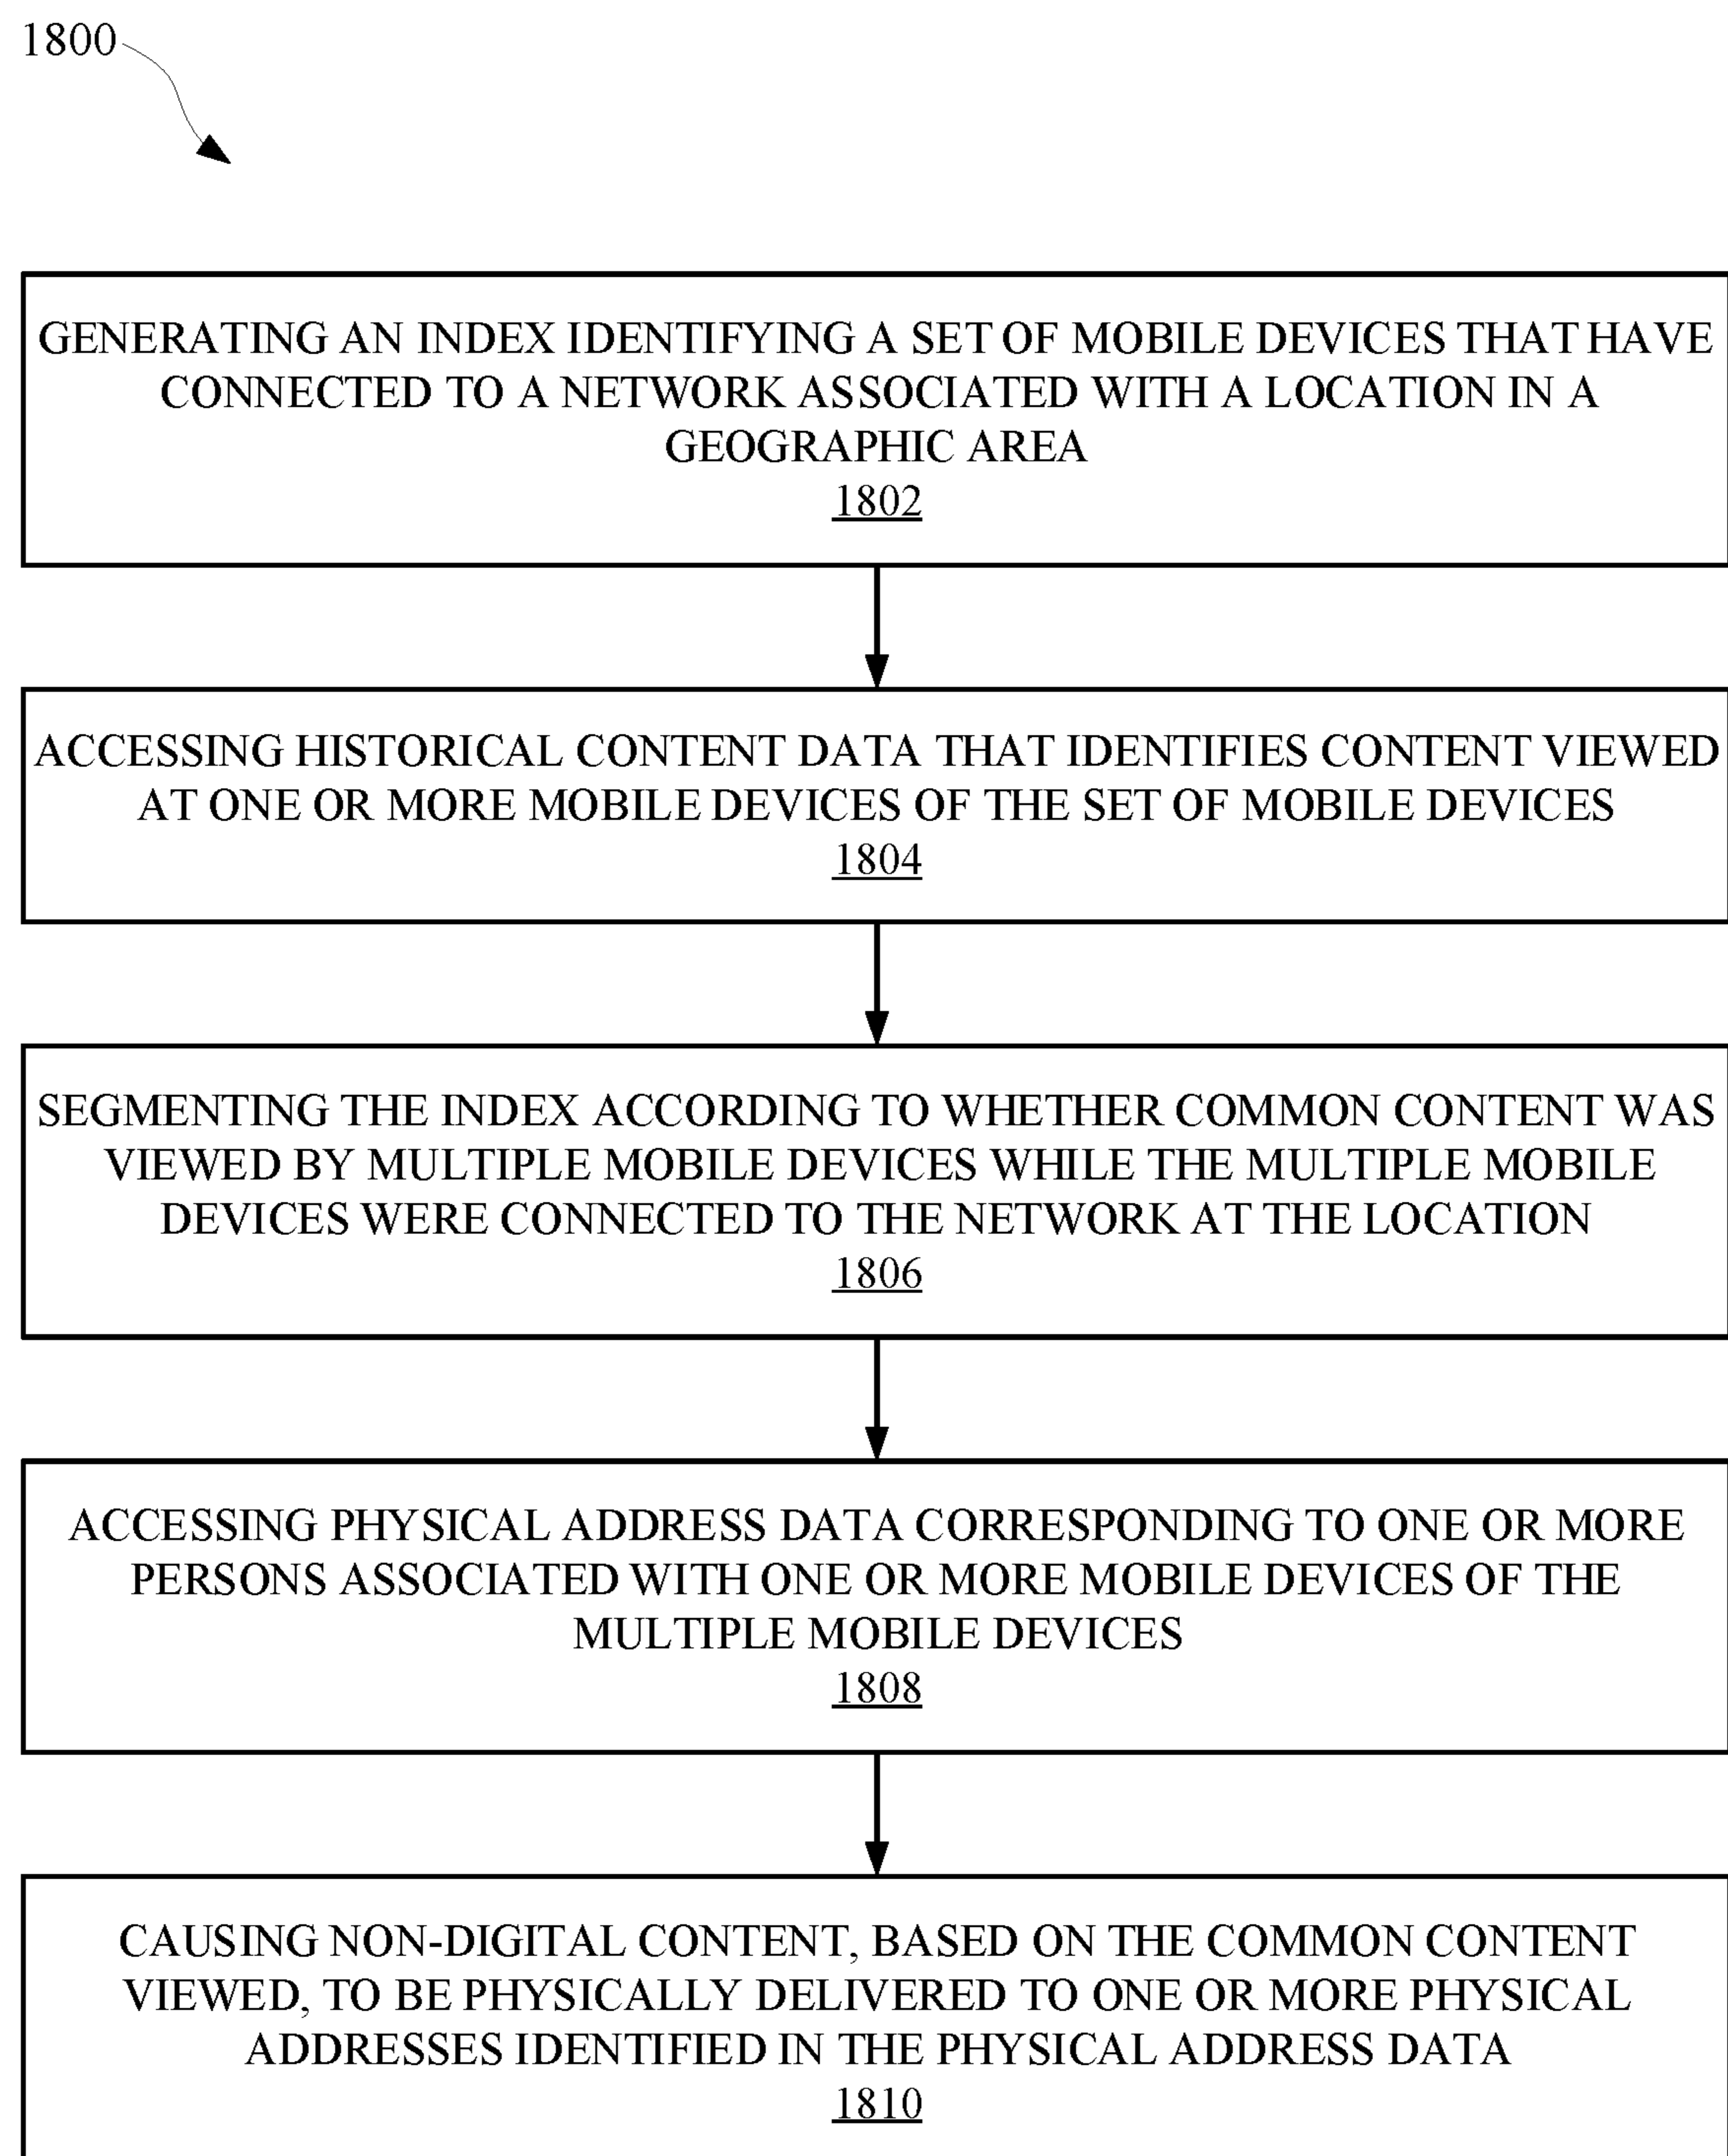 1800
GENERATING AN INDEX IDENTIFYING A SET OF MOBILE DEVICES THAT HAVE
CONNECTED TO A NETWORK ASSOCIATED WITH A LOCATION IN A
GEOGRAPHIC AREA
1802
ACCESSING HISTORICAL CONTENT DATA THAT IDENTIFIES CONTENT VIEWED
AT ONE OR MORE MOBILE DEVICES OF THE SET OF MOBILE DEVICES
1804
SEGMENTING THE INDEX ACCORDING TO WHETHER COMMON CONTENT WAS
VIEWED BY MULTIPLE MOBILE DEVICES WHILE THE MULTIPLE MOBILE
DEVICES WERE CONNECTED TO THE NETWORK AT THE LOCATION
1806
ACCESSING PHYSICAL ADDRESS DATA CORRESPONDING TO ONE OR MORE
PERSONS ASSOCIATED WITH ONE OR MORE MOBILE DEVICES OF THE
MULTIPLE MOBILE DEVICES
1808
CAUSING NON-DIGITAL CONTENT, BASED ON THE COMMON CONTENT
VIEWED, TO BE PHYSICALLY DELIVERED TO ONE OR MORE PHYSICAL
ADDRESSES IDENTIFIED IN THE PHYSICAL ADDRESS DATA
1810